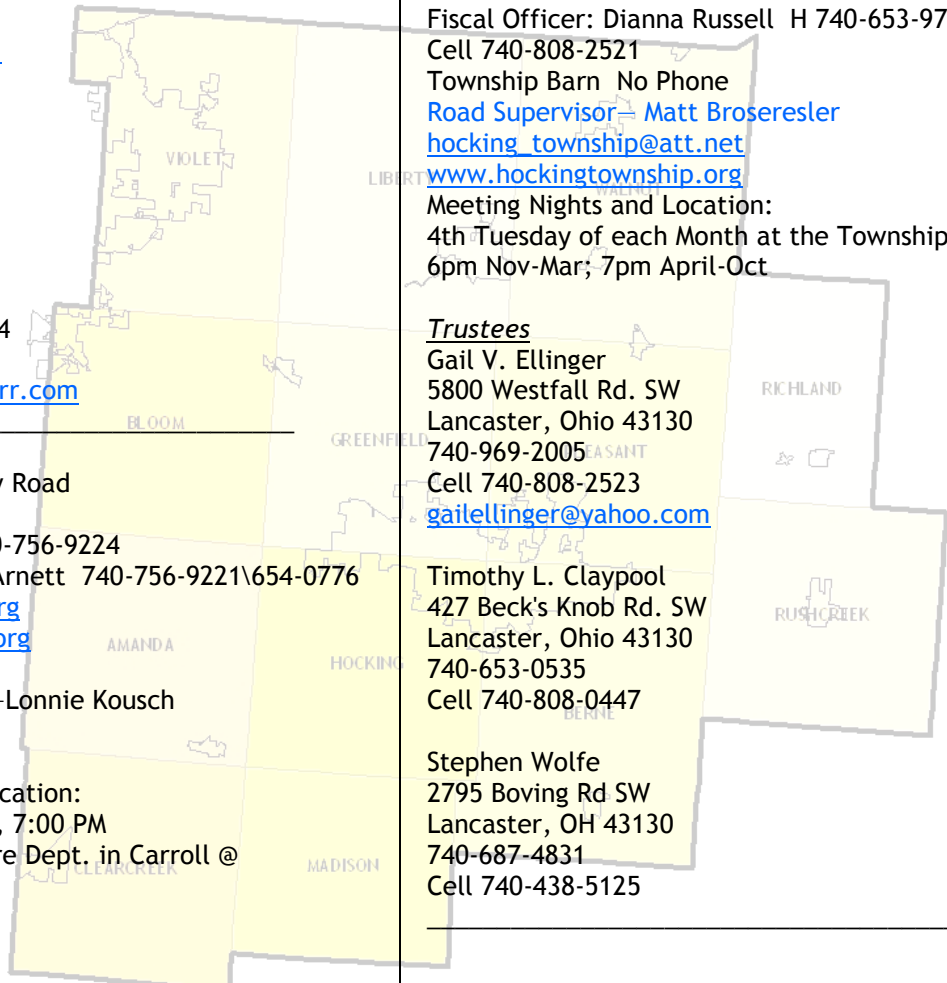 4
rr.com
y Road
0-756-9224
Arnett  740-756-9221\654-0776
rg
org
–Lonnie Kousch
cation:
, 7:00 PM
re Dept. in Carroll @
Fiscal Officer: Dianna Russell  H 740-653-97
Cell 740-808-2521
Township Barn  No Phone
Road Supervisor— Matt Broseresler
hocking_township@att.net
www.hockingtownship.org
Meeting Nights and Location:
4th Tuesday of each Month at the Township
6pm Nov-Mar; 7pm April-Oct
Trustees
Gail V. Ellinger
5800 Westfall Rd. SW
Lancaster, Ohio 43130
740-969-2005
Cell 740-808-2523
gailellinger@yahoo.com
Timothy L. Claypool
427 Beck's Knob Rd. SW
Lancaster, Ohio 43130
740-653-0535
Cell 740-808-0447
Stephen Wolfe
2795 Boving Rd SW
Lancaster, OH 43130
740-687-4831
Cell 740-438-5125
VIOLET
LIBERTY
WALNUT
BLOOM
GREENFIELD
PLEASANT
RICHLAND
AMANDA
HOCKING
BERNE
RUSHCREEK
CLEARCREEK
MADISON